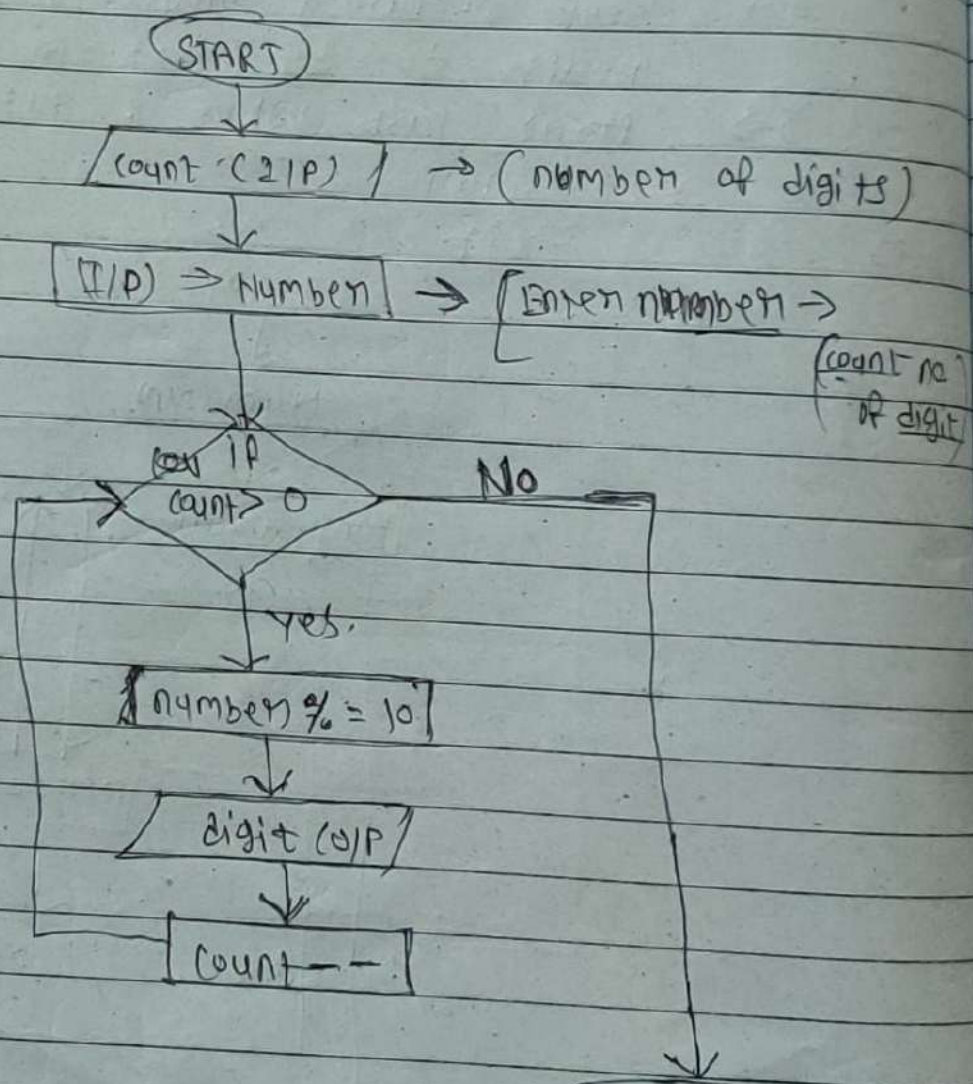 START
Count (I/P) → (number of digits)
(I/P) → Number → [Enter number →
(count no
of digit)
IF
count > 0
No
yes.
number %= 10
digit (O/P
Count--